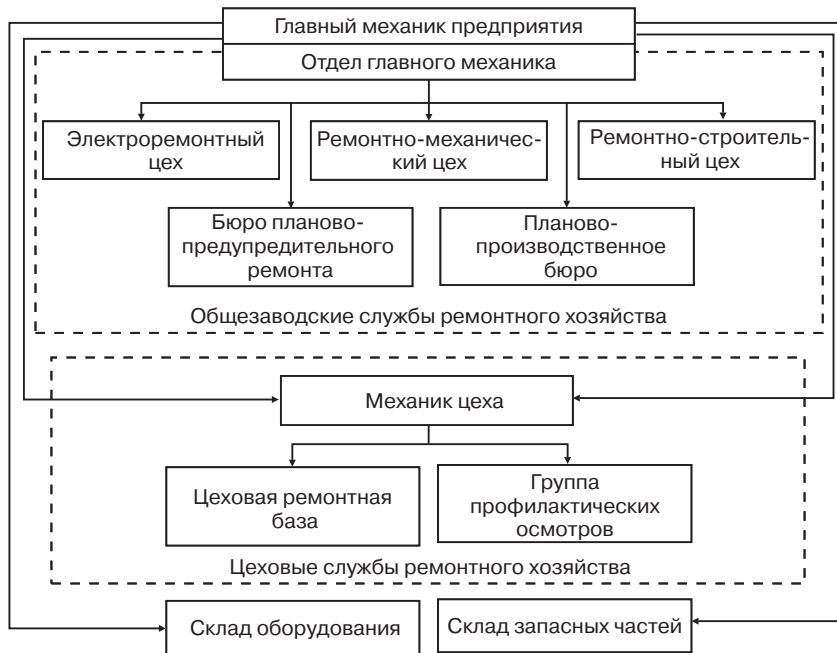 Главный механик предприятия
Отдел главного механика
Электроремонтный
цех
Ремонтно-механичес-
кий цех
Ремонтно-строитель-
ный цех
Бюро планово-
предупредительного
ремонта
Планово-
производственное
бюро
Общезаводские службы ремонтного хозяйства
Механик цеха
Цеховая ремонтная
база
Группа
профилактических
осмотров
Цеховые службы ремонтного хозяйства
Склад оборудования
Склад запасных частей